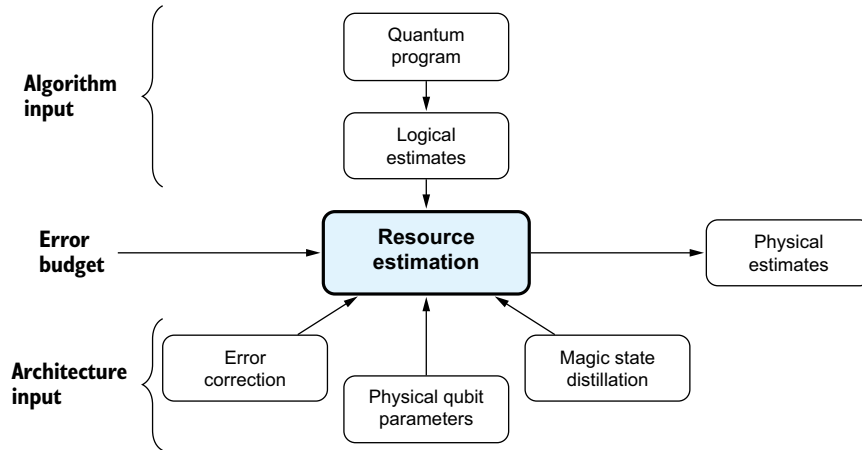 Quantum
program
Algorithm
input
Logical
estimates
Error
budget
Resource
estimation
Physical
estimates
Architecture
input
Error
correction
Physical qubit
parameters
Magic state
distillation